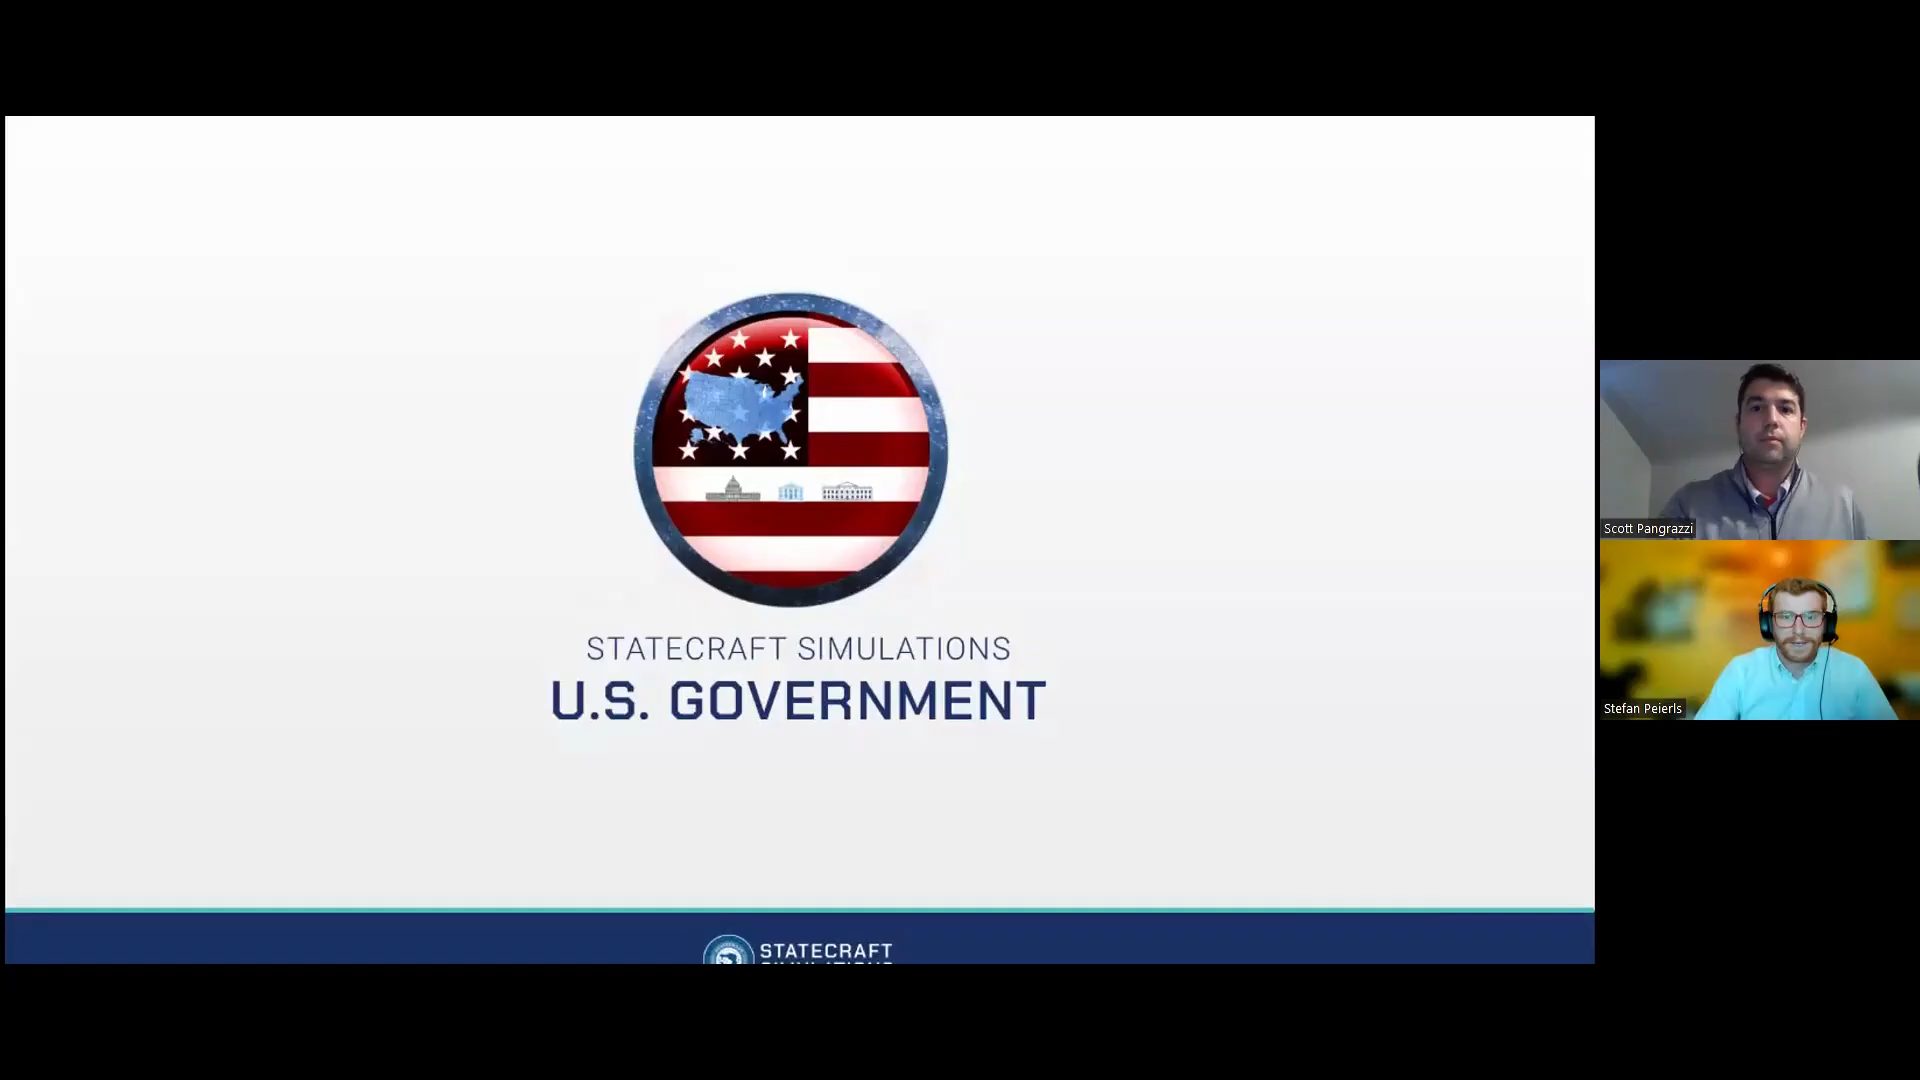 STATECRAFT SIMULATIONS
U.S. GOVERNMENT
STATECRAFT
Scott Pangrazzi
Stefan Peierls